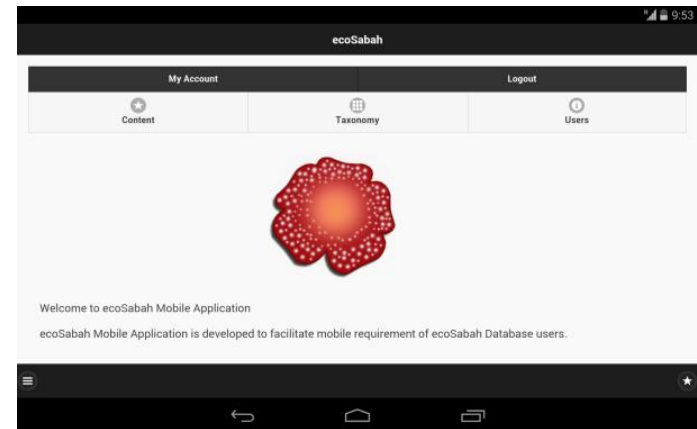 9:53
ecoSabah
My Account Logout
Content Taxonomy Users
Welcome to ecoSabah Mobile Application
ecoSabah Mobile Application is developed to facilitate mobile requirement of ecoSabah Database users.